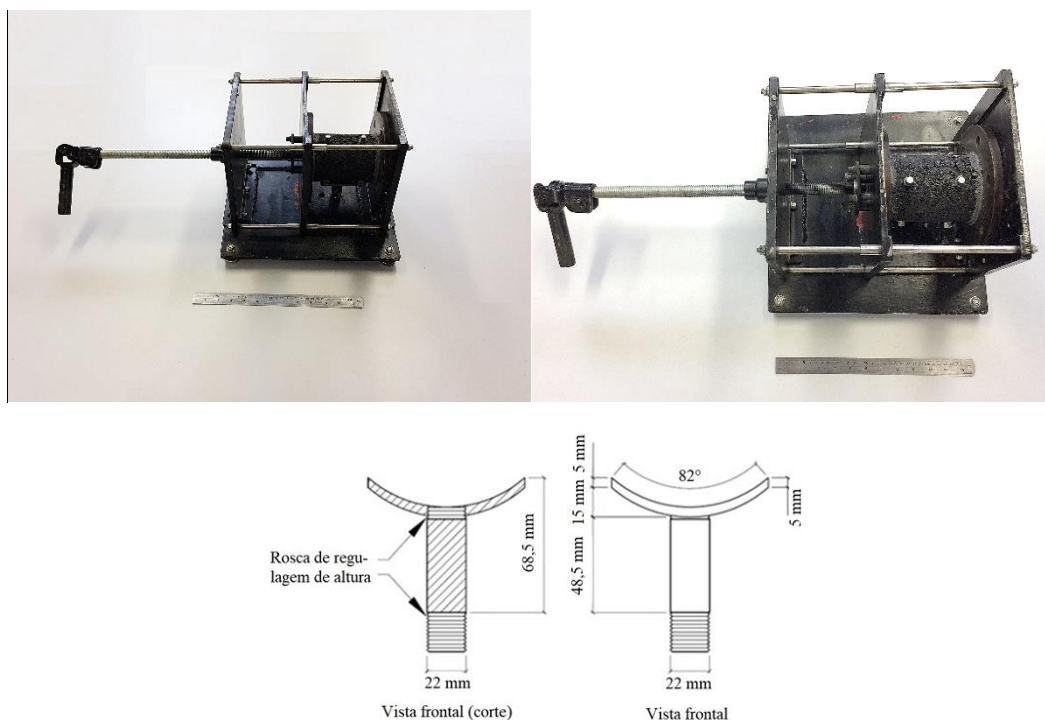 5 mm
82°
15 mm
5 mm
Rosca de regu-
lagem de altura
68,5 mm
48,5 mm
22 mm
22 mm
Vista frontal (corte)
Vista frontal